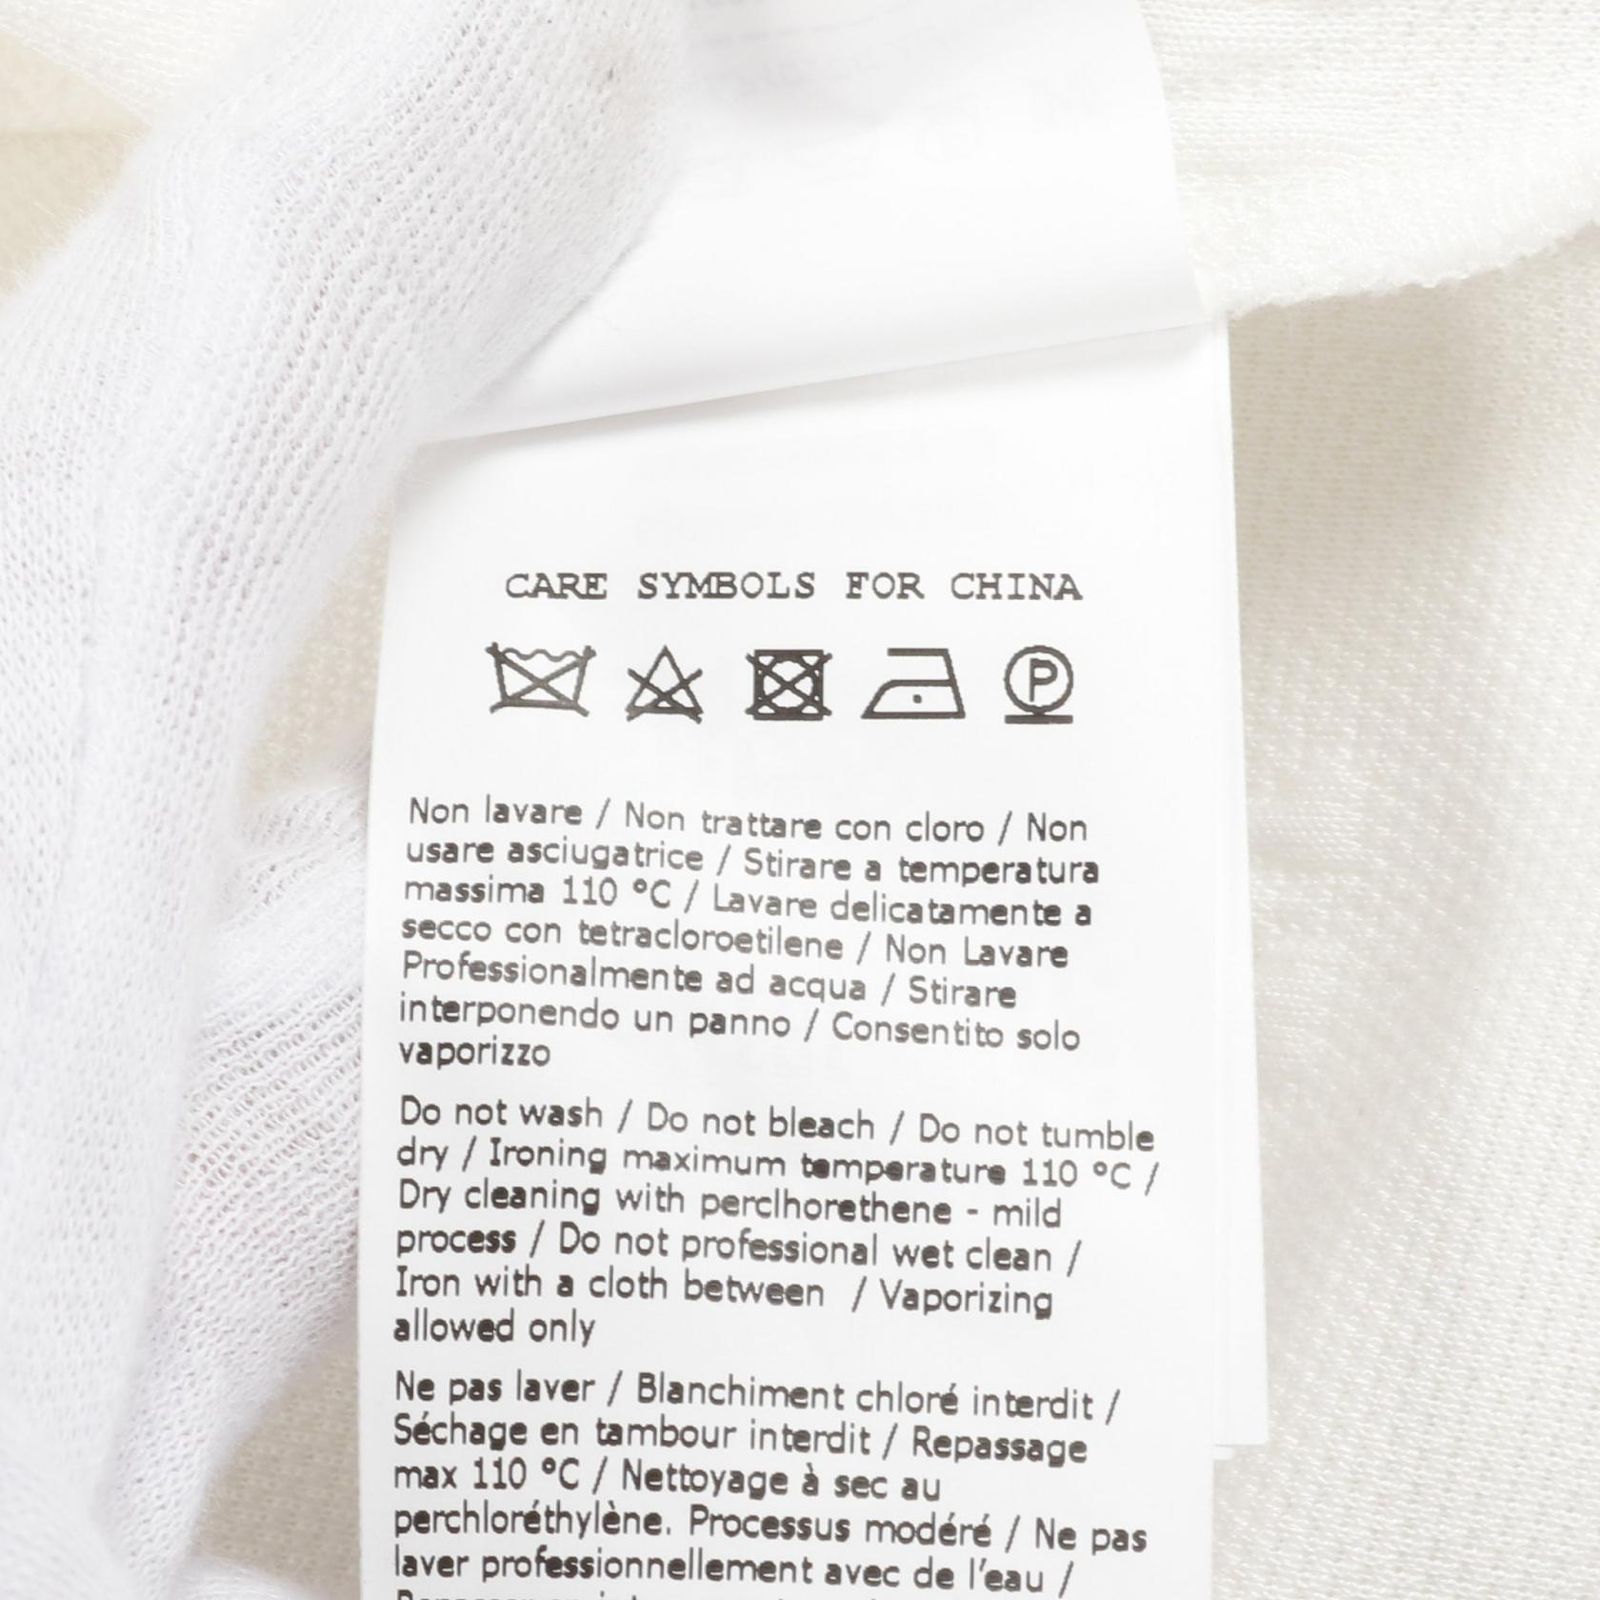 CARE SYMBOLS FOR CHINA
P
Non lavare / Non trattare con cloro / Non
usare asciugatrice / Stirare a temperatura
massima 110 °C / Lavare delicatamente a
secco con tetracloroetilene / Non Lavare
Professionalmente ad acqua / Stirare
interponendo un panno / Consentito solo
vaporizzo
Do not wash / Do not bleach / Do not tumble
dry / Ironing maximum temperature 110 °C /
Dry cleaning with perclhorethene - mild
process / Do not professional wet clean /
Iron with a cloth between / Vaporizing
allowed only
Ne pas laver / Blanchiment chloré interdit /
Séchage en tambour interdit / Repassage
max 110 °C / Nettoyage à sec au
perchloréthylène. Processus modéré / Ne pas
laver professionnellement avec de l'eau /